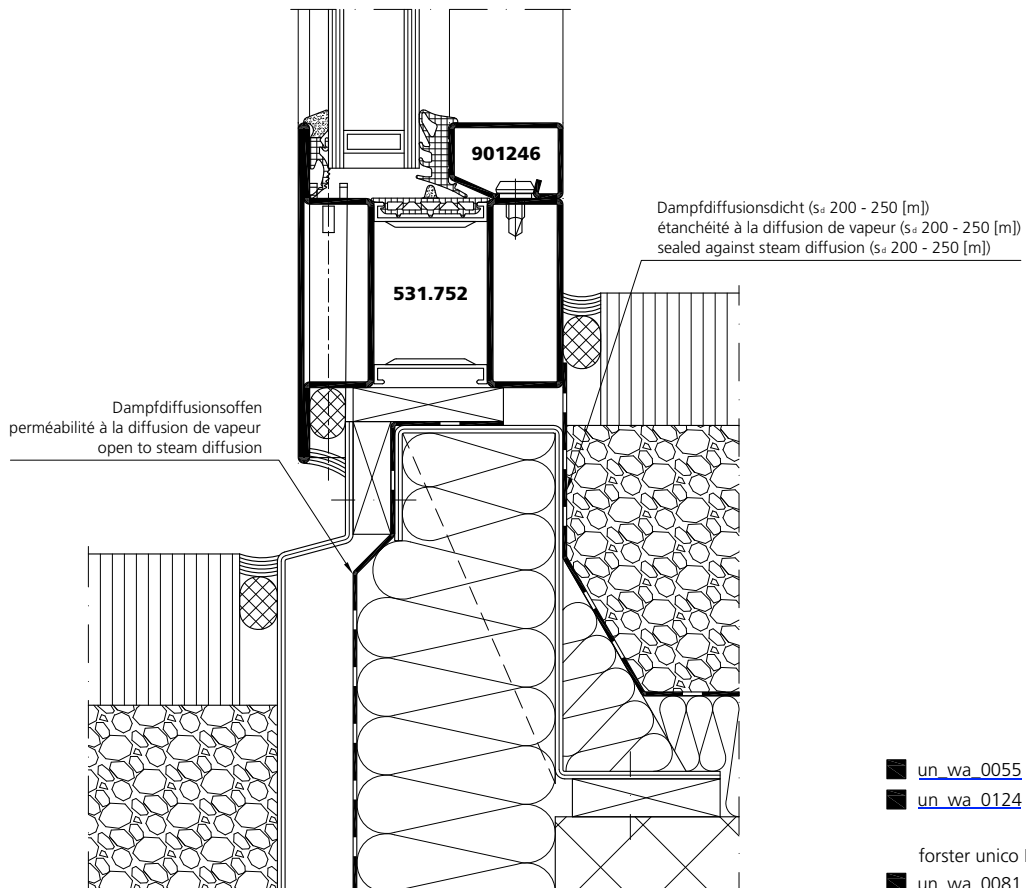 901246
Dampfdiffusionsdicht (sd 200 - 250 [m])
étanchéité à la diffusion de vapeur (sd 200 - 250 [m])
sealed against steam diffusion (sd 200 - 250 [m])
531.752
Dampfdiffusionsoffen
perméabilité à la diffusion de vapeur
open to steam diffusion
un_wa_0055
un_wa_0124
forster unico
un_wa_0081